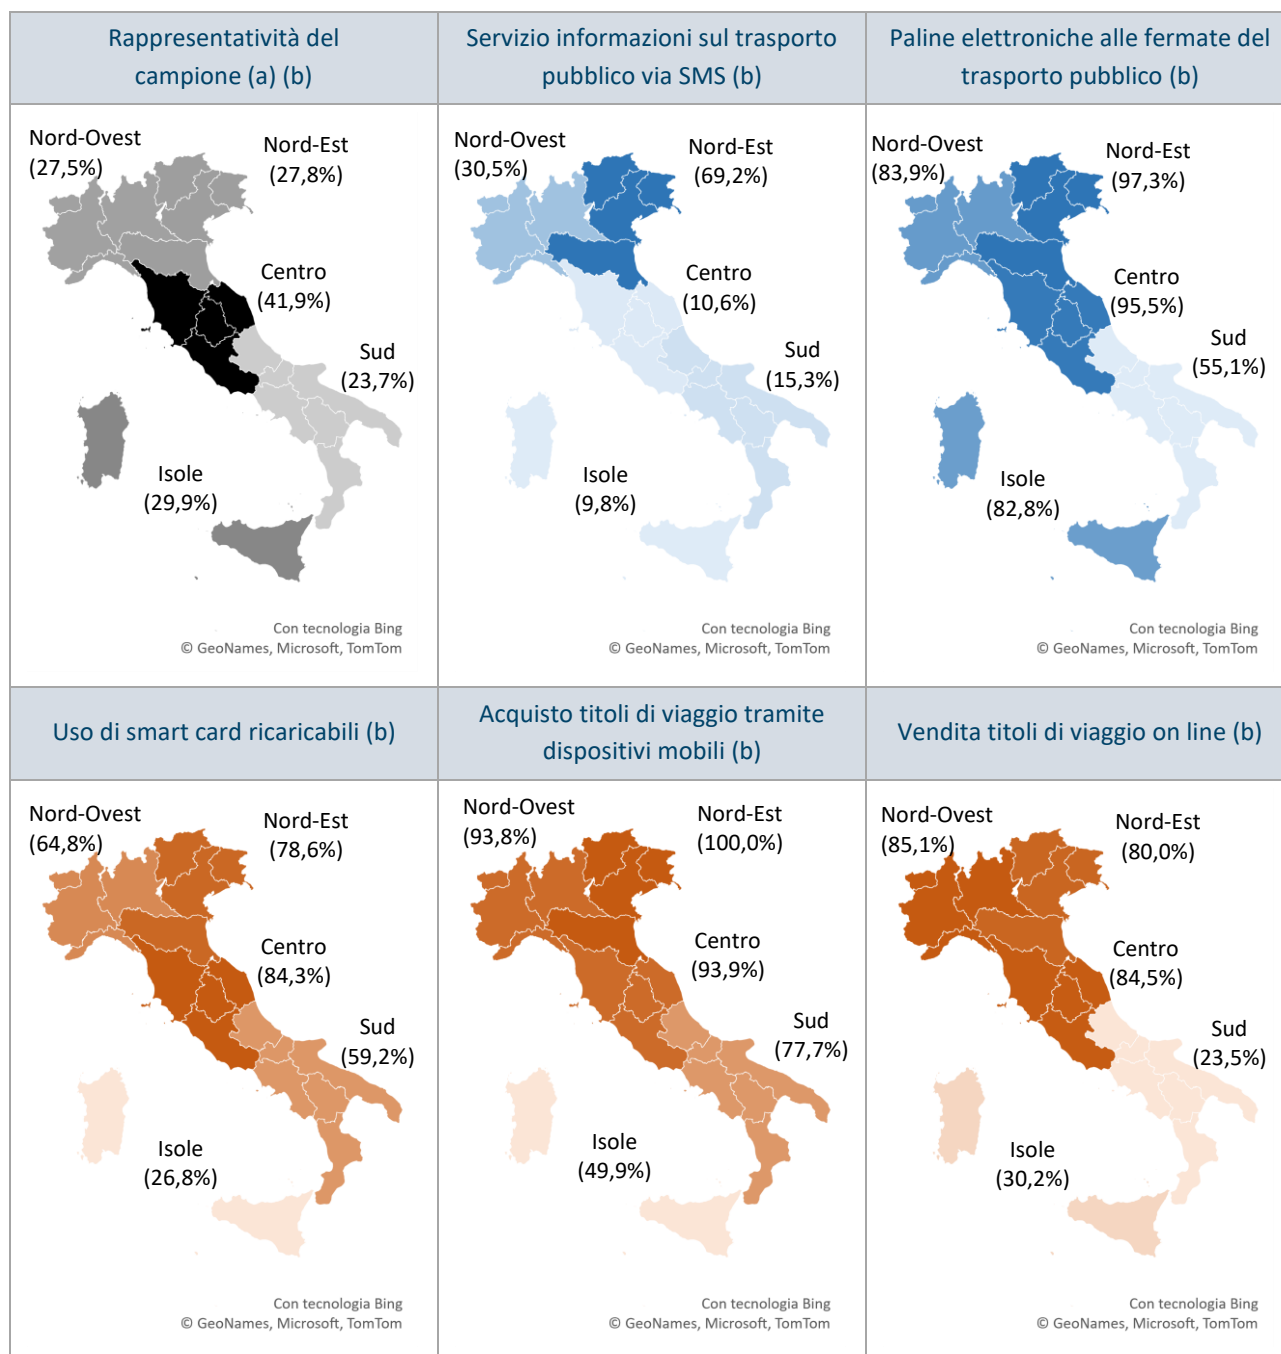 Rappresentatività del
campione (a) (b)
Servizio informazioni sul trasporto
pubblico via SMS (b)
Paline elettroniche alle fermate del
trasporto pubblico (b)
Nord-Ovest
(27,5%)
Nord-Est
(27,8%)
Centro
(41,9%)
Sud
(23,7%)
Isole
(29,9%)
Con tecnologia Bing
© GeoNames, Microsoft, TomTom
Nord-Ovest
(30,5%)
Nord-Est
(69,2%)
Centro
(10,6%)
Sud
(15,3%)
Isole
(9,8%)
Con tecnologia Bing
© GeoNames, Microsoft, TomTom
Nord-Ovest
(83,9%)
Nord-Est
(97,3%)
Centro
(95,5%)
Sud
(55,1%)
Isole
(82,8%)
Con tecnologia Bing
© GeoNames, Microsoft, TomTom
Uso di smart card ricaricabili (b)
Acquisto titoli di viaggio tramite
dispositivi mobili (b)
Vendita titoli di viaggio on line (b)
Nord-Ovest
(64,8%)
Nord-Est
(78,6%)
Centro
(84,3%)
Sud
(59,2%)
Isole
(26,8%)
Con tecnologia Bing
© GeoNames, Microsoft, TomTom
Nord-Ovest
(93,8%)
Nord-Est
(100,0%)
Centro
(93,9%)
Sud
(77,7%)
Isole
(49,9%)
Con tecnologia Bing
© GeoNames, Microsoft, TomTom
Nord-Ovest
(85,1%)
Nord-Est
(80,0%)
Centro
(84,5%)
Sud
(23,5%)
Isole
(30,2%)
Con tecnologia Bing
© GeoNames, Microsoft, TomTom